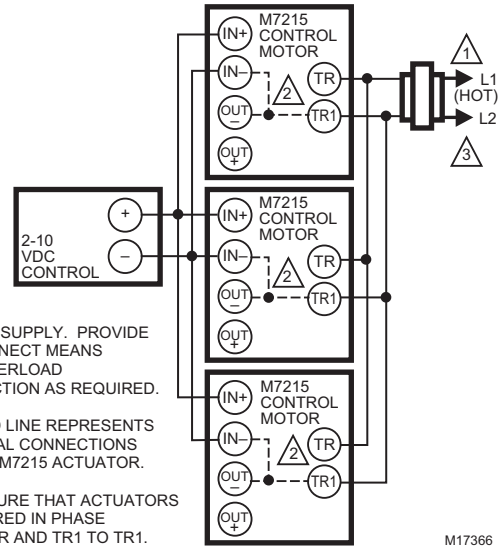 M7215
CONTROL
MOTOR
IN+
IN–
2
TR
OUT
–
TR1
OUT
+
1
L1
(HOT)
L2
3
M7215
CONTROL
MOTOR
IN+
IN–
2
TR
OUT
–
TR1
OUT
+
+
–
2-10
VDC
CONTROL
M7215
CONTROL
MOTOR
IN+
IN–
2
TR
OUT
–
TR1
OUT
+
SUPPLY. PROVIDE
NNECT MEANS
ERLOAD
CTION AS REQUIRED.
D LINE REPRESENTS
AL CONNECTIONS
M7215 ACTUATOR.
URE THAT ACTUATORS
RED IN PHASE
R AND TR1 TO TR1.
M17366